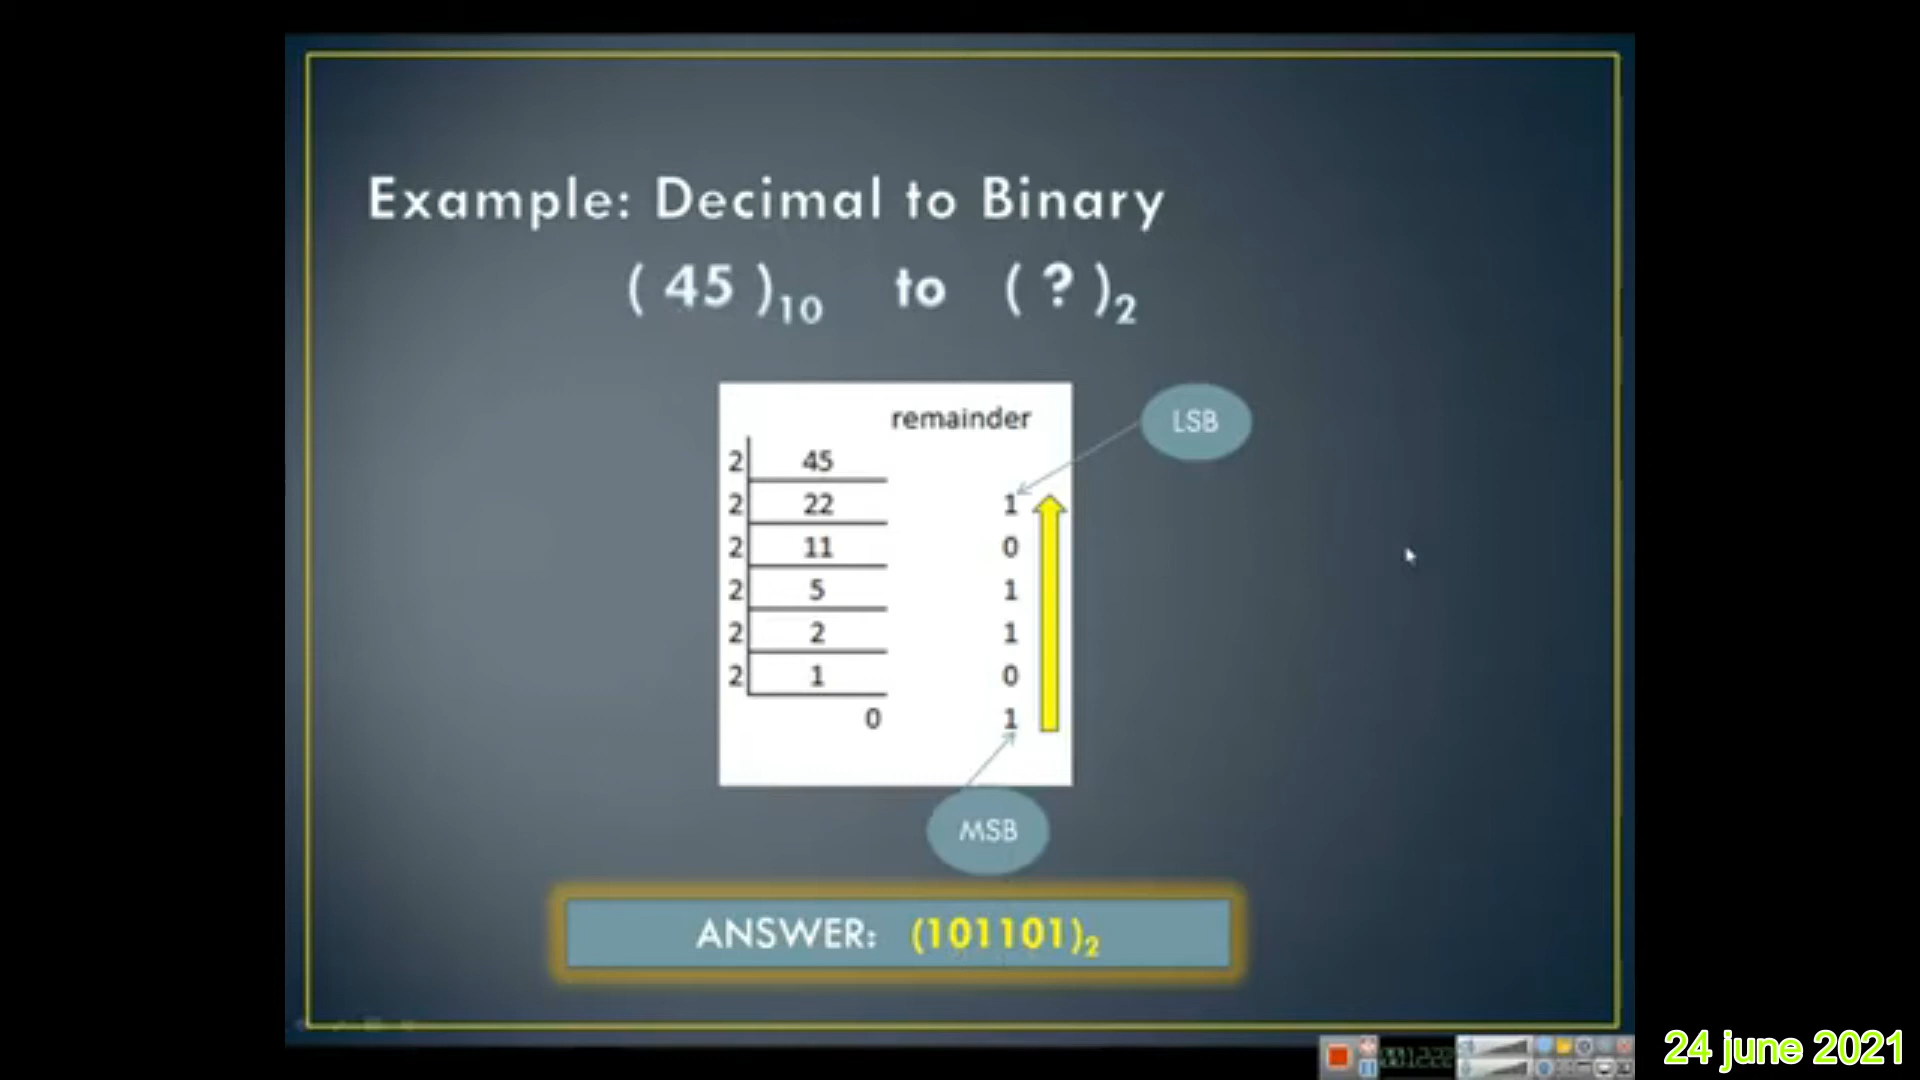 Example: Decimal to Binary
( 45 )10 to ( ? )2
remainder
LSB
2 45
2 22 1
2 11 0
2 5 1
2 2 1
2 1 0
0 1
MSB
ANSWER: (101101)2
24 june 2021